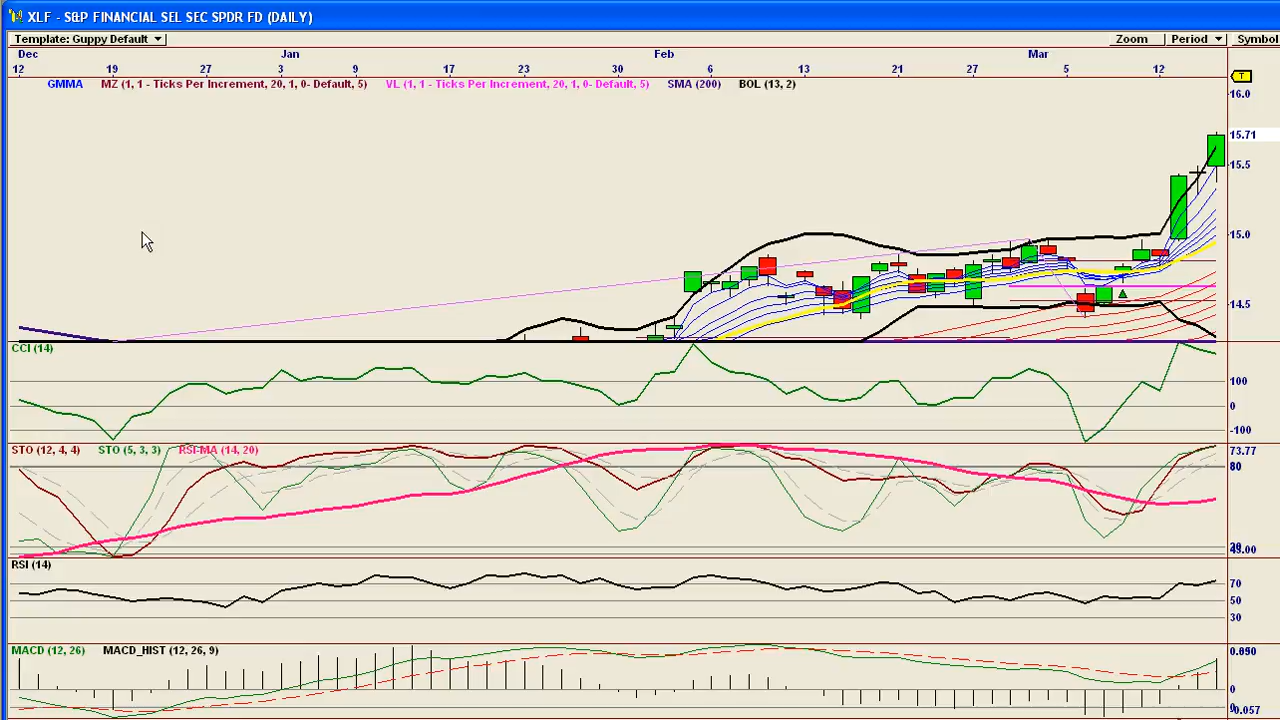 XLF - S&P FINANCIAL SEL SEC SPDR FD (DAILY)
Template: Guppy Default Zoom Period Symbol
Dec Jan Feb Mar
12 19 27 3 9 17 23 30 6 13 21 27 5 12
GMMA MZ (1, 1 - Ticks Per Increment, 20, 1, 0- Default, 5) VL (1, 1 - Ticks Per Increment, 20, 1, 0- Default, 5) SMA (200) BOL (13, 2)
T
16.0
15.71
15.5
15.0
14.5
CCI (14)
100
0
-100
STO (12, 4, 4) STO (5, 3, 3) RSI-MA (14, 20)
73.77
80
20
RSI (14)
70
50
30
MACD (12, 26) MACD_HIST (12, 26, 9)
0.090
0
-0.057